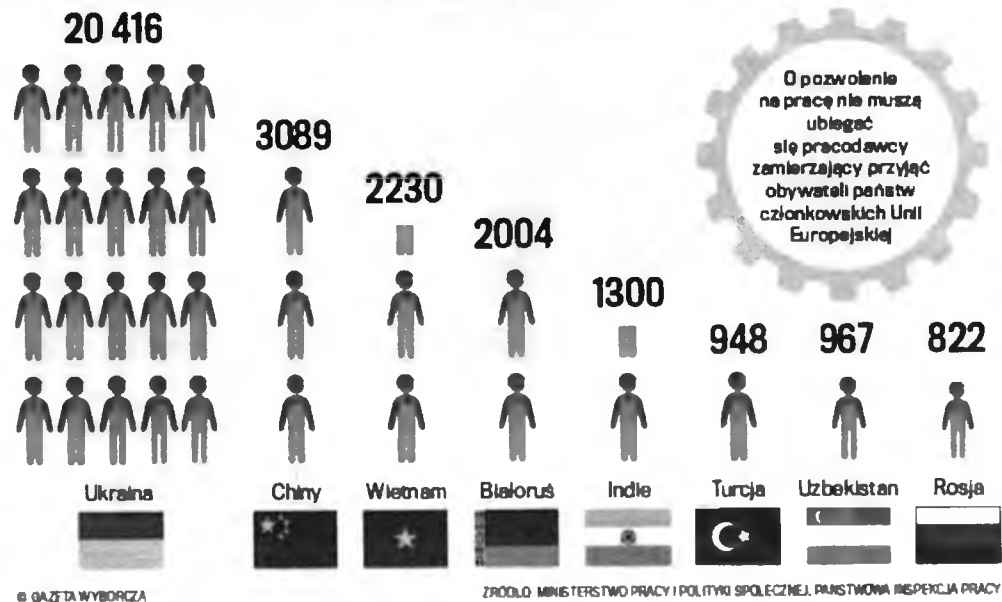 20 416
3089
2230
2004
1300
948
967
822
O pozwolenie
na pracę nie muszą
ubiegać
się pracodawcy
zamierzający przyjąć
obywateli państw
członkowskich Unii
Europejskiej
Ukraina
Chiny
Wietnam
Białoruś
Indie
Turcja
Uzbekistan
Rosja
© GAZETA WYBORCZA
ŹRÓDŁO: MINISTERSTWO PRACY I POLITYKI SPOŁECZNEJ, PAŃSTWOWA INSPEKCJA PRACY